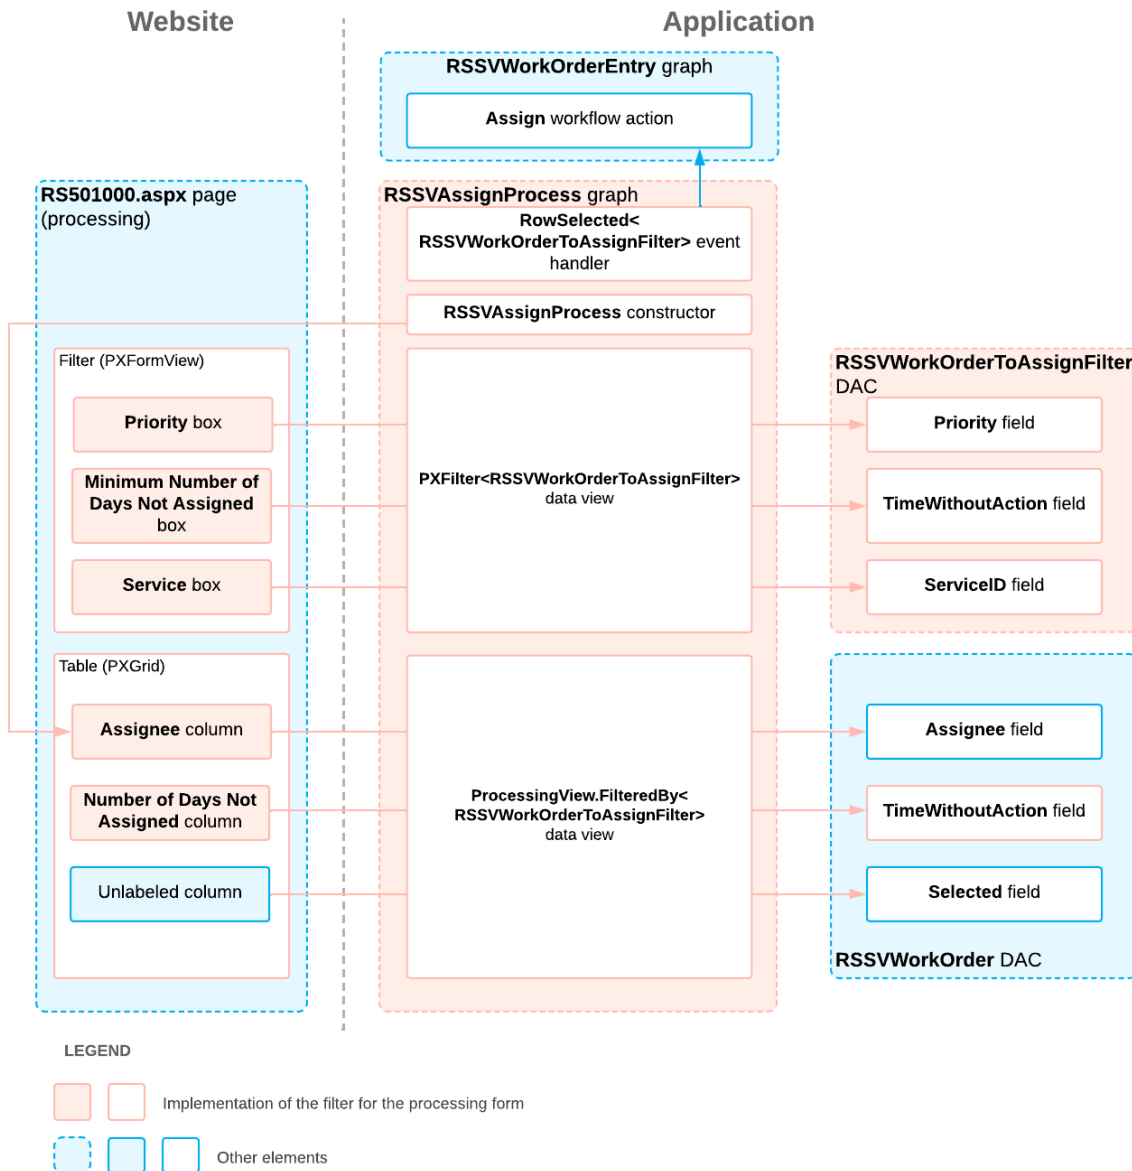 Website
Application
RSSVWorkOrderEntry graph
Assign workflow action
RS501000.aspx page
(processing)
RSSVAssignProcess graph
RowSelected<
RSSVWorkOrderToAssignFilter> event
handler
RSSVAssignProcess constructor
Filter (PXFormView)
Priority box
Minimum Number of
Days Not Assigned
box
Service box
PXFilter<RSSVWorkOrderToAssignFilter>
data view
RSSVWorkOrderToAssignFilter
DAC
Priority field
TimeWithoutAction field
ServiceID field
Table (PXGrid)
Assignee column
Number of Days Not
Assigned column
Unlabeled column
ProcessingView.FilteredBy<
RSSVWorkOrderToAssignFilter>
data view
Assignee field
TimeWithoutAction field
Selected field
RSSVWorkOrder DAC
LEGEND
Implementation of the filter for the processing form
Other elements